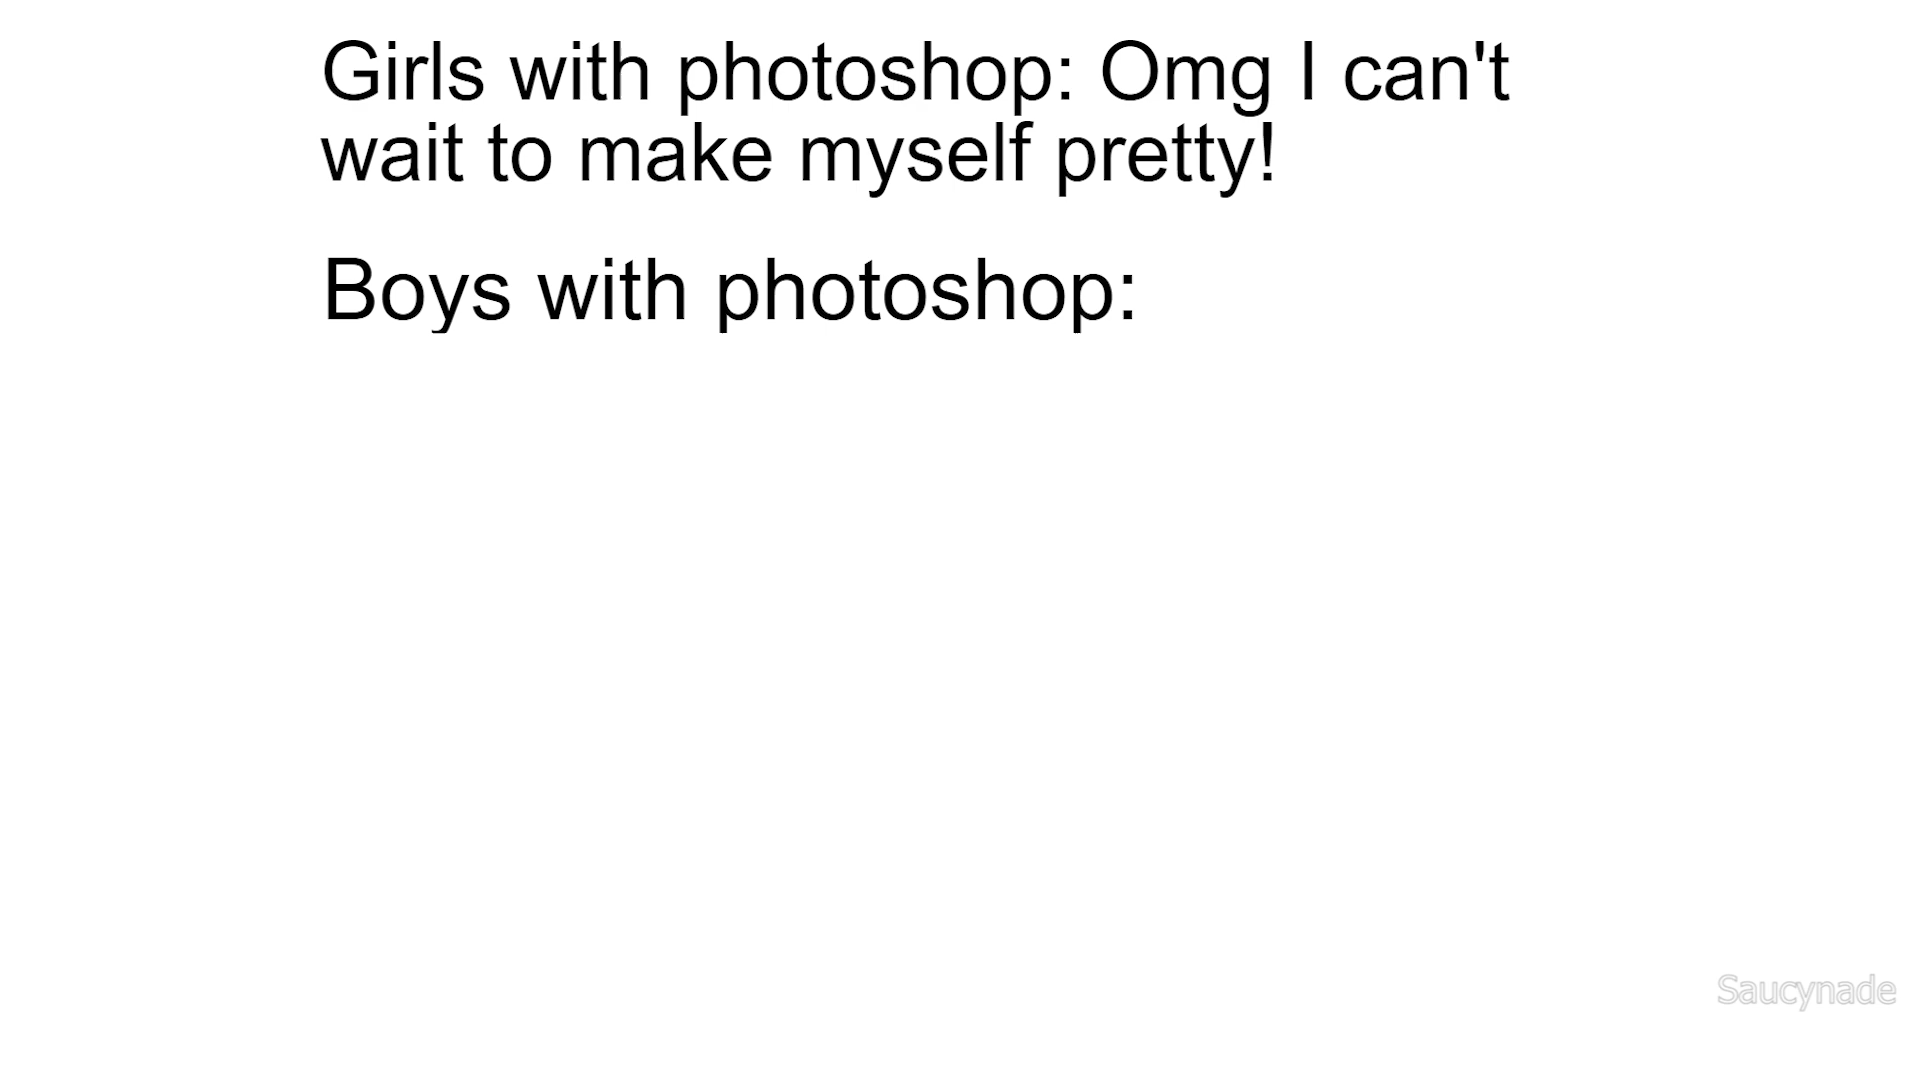 Girls with photoshop: Omg I can't
wait to make myself pretty!
Boys with photoshop:
Saucynade